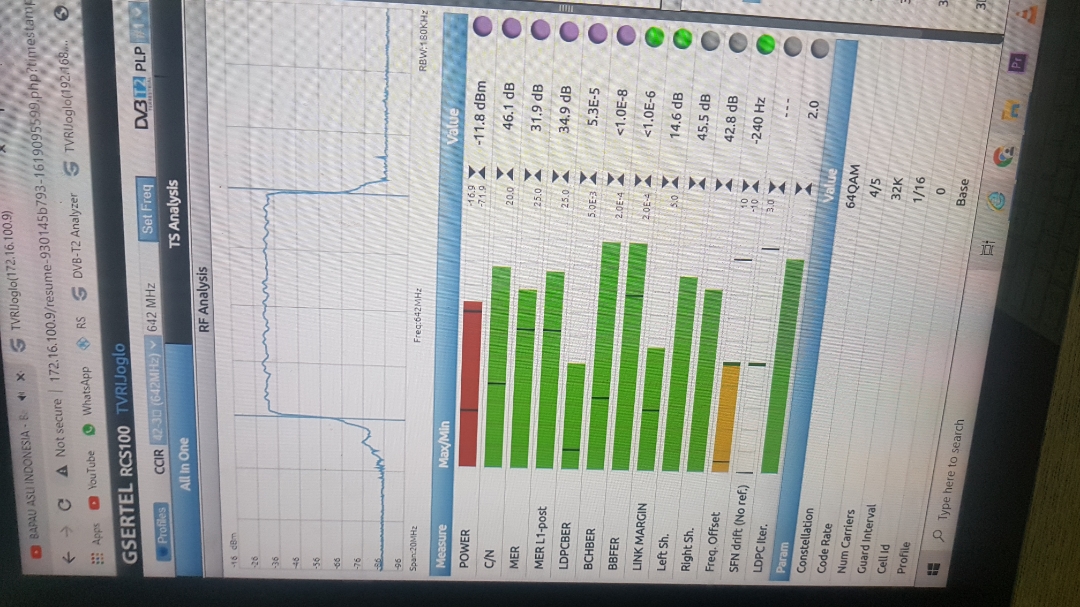 BAPAU ASLI INDONESIA - B
TVRIJoglo(172.16.100.9)
Not secure | 172.16.100.9/resume-930145b793-1619095599.php?timestamp
Apps YouTube WhatsApp RS DVB-T2 Analyzer TVRIJoglo(192.168...
GSERTEL RCS100 TVRIJoglo
Profiles CCIR (642MHz) 642 MHz Set Freq DVB T2 PLP
All In One TS Analysis
RF Analysis
-16 dBm
-26
-36
-46
-56
-66
-76
-86
-96
Span:20MHz Freq:642MHz RBW:180KHz
Measure Max/Min Value
POWER -16.9 -71.9 -11.8 dBm
C/N 20.0 46.1 dB
MER 25.0 31.9 dB
MER L1-post 25.0 34.9 dB
LDPCBER 5.0E-3 5.3E-5
BCHBER 2.0E-4 <1.0E-8
BBFER 2.0E-4 <1.0E-6
LINK MARGIN 5.0 14.6 dB
Left Sh. 45.5 dB
Right Sh. 42.8 dB
Freq. Offset 10 -10 -240 Hz
SFN drift (No ref.) 3.0 ---
LDPC Iter. 2.0
Param Value
Constellation 64QAM
Code Rate 4/5
Num Carriers 32K
Guard Interval 1/16
Cell Id 0
Profile Base
Type here to search
Pr